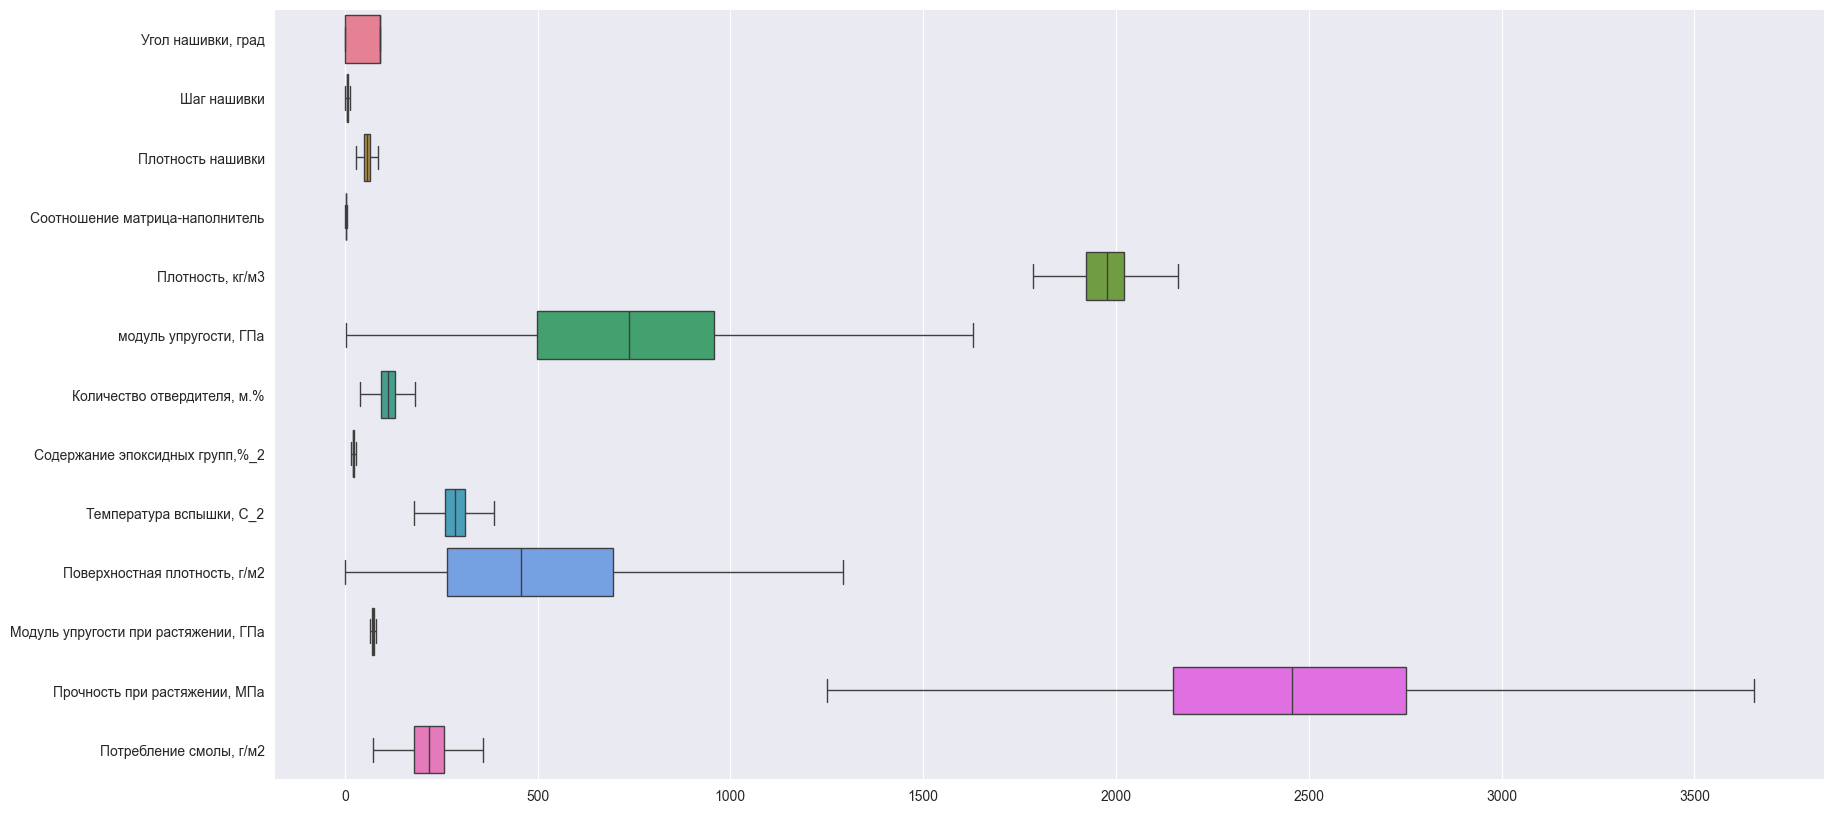 Угол нашивки, град
Шаг нашивки
Плотность нашивки
Соотношение матрица-наполнитель
Плотность, кг/м3
модуль упругости, ГПа
Количество отвердителя, м.%
Содержание эпоксидных групп,%_2
Температура вспышки, С_2
Поверхностная плотность, г/м2
Модуль упругости при растяжении, ГПа
Прочность при растяжении, МПа
Потребление смолы, г/м2
0 500 1000 1500 2000 2500 3000 3500